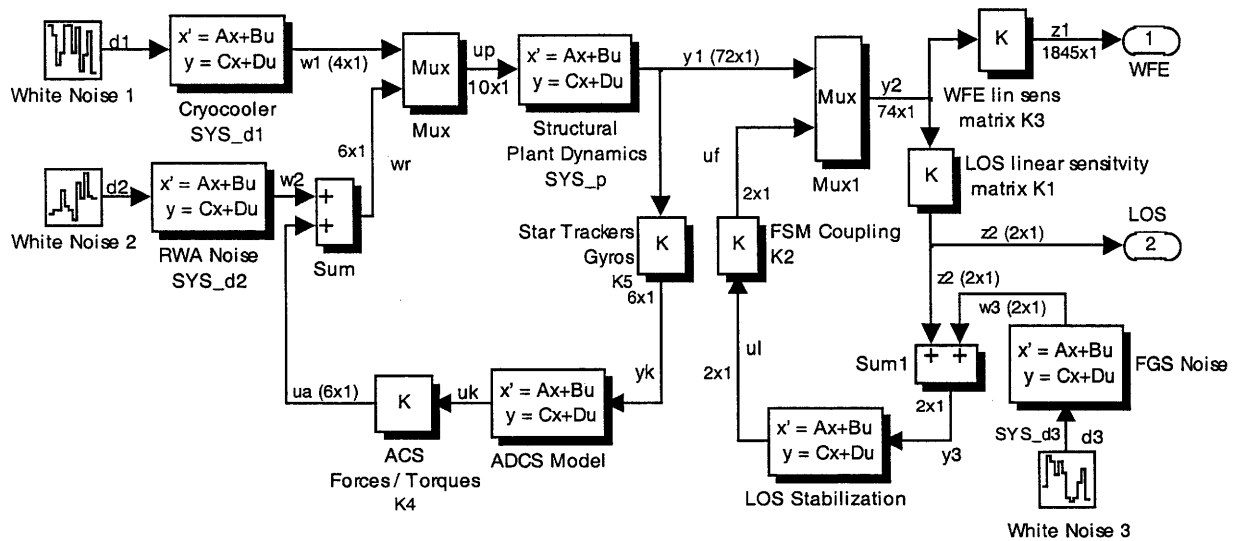 d1
White Noise 1
x' = Ax+Bu
y = Cx+Du
Cryocooler
SYS_d1
w1 (4x1)
Mux
Mux
up
10x1
x' = Ax+Bu
y = Cx+Du
Structural
Plant Dynamics
SYS_p
y1 (72x1)
Mux
Mux1
y2
74x1
K
WFE lin sens
matrix K3
z1
1845x1
1
WFE
d2
White Noise 2
x' = Ax+Bu
y = Cx+Du
RWA Noise
SYS_d2
w2
+
+
Sum
6x1
wr
Star Trackers
Gyros
K5
K
6x1
uf
2x1
K
FSM Coupling
K2
K
LOS linear sensitvity
matrix K1
z2 (2x1)
LOS
2
z2 (2x1)
w3 (2x1)
Sum1
+ +
2x1
x' = Ax+Bu
y = Cx+Du
FGS Noise
SYS_d3
d3
White Noise 3
y3
x' = Ax+Bu
y = Cx+Du
LOS Stabilization
ul
2x1
yk
x' = Ax+Bu
y = Cx+Du
ADCS Model
uk
K
ACS
Forces / Torques
K4
ua (6x1)